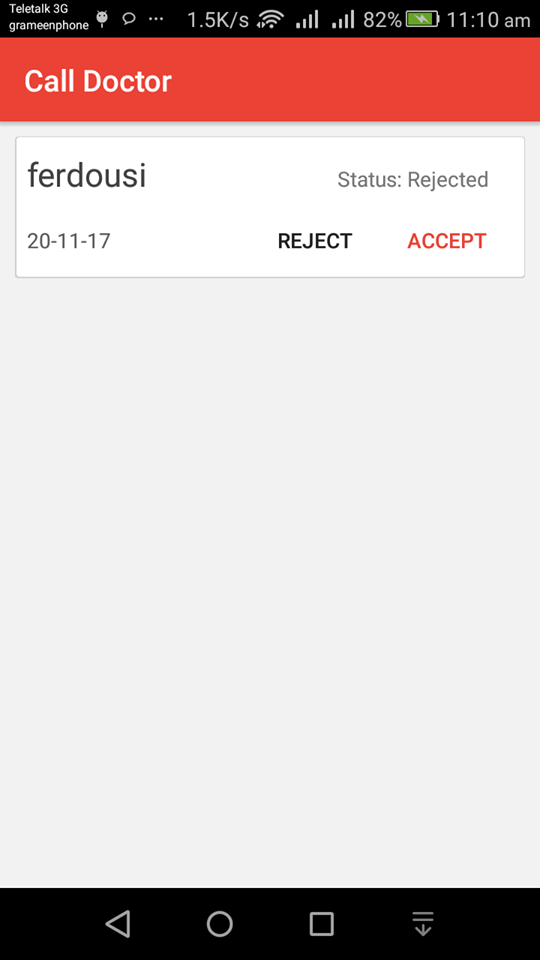 Teletalk 3G
grameenphone
1.5K/s 82% 11:10 am
Call Doctor
ferdousi
Status: Rejected
20-11-17
REJECT
ACCEPT